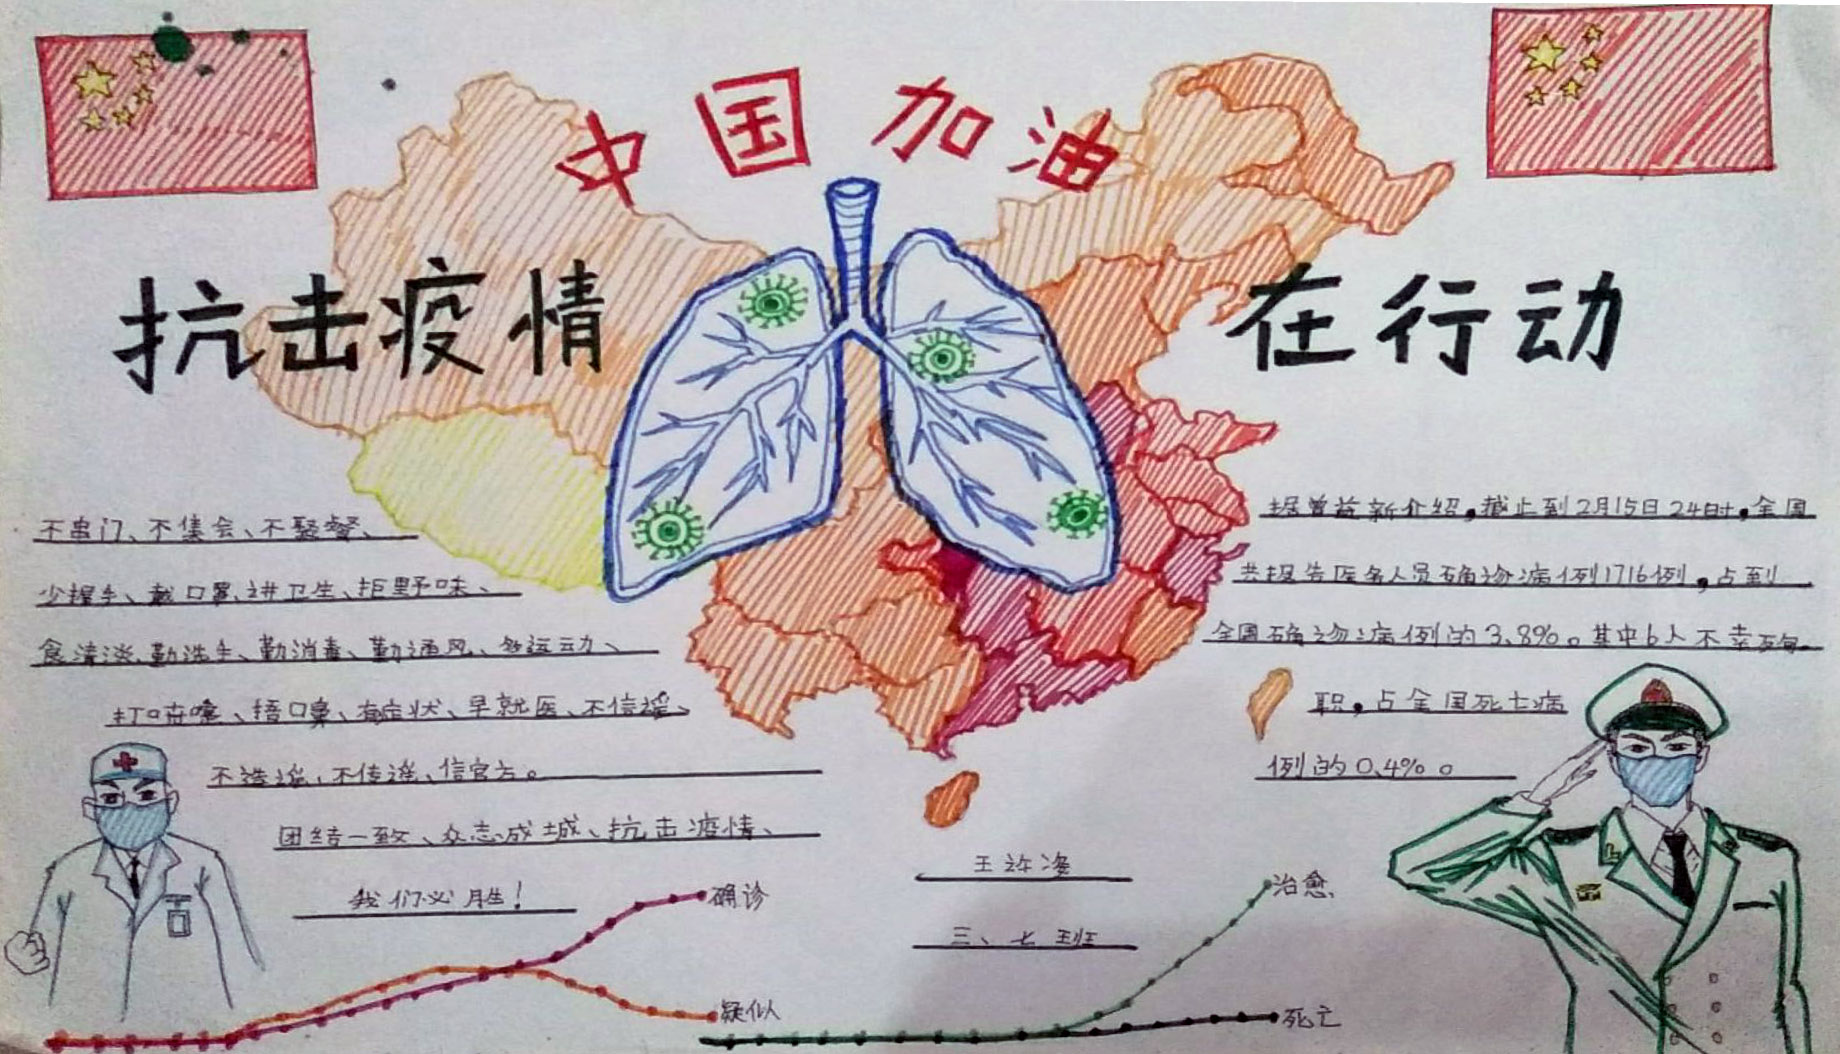 中国加油
抗击疫情
在行动
不串门、不集会、不聚餐、
少握手、戴口罩、讲卫生、拒野味、
食清淡、勤洗手、勤消毒、勤通风、多运动、
打喷嚏、捂口鼻、有症状、早就医、不信谣、
不造谣、不传谣、信官方。
团结一致、众志成城、抗击疫情、
我们必胜！
据曾益新介绍，截止到2月15日24时，全国
共报告医务人员确诊病例1716例，占到
全国确诊病例的3.8%。其中6人不幸殉
职，占全国死亡病
例的0.4%。
王许
三、七班
确诊
疑似
治愈
死亡